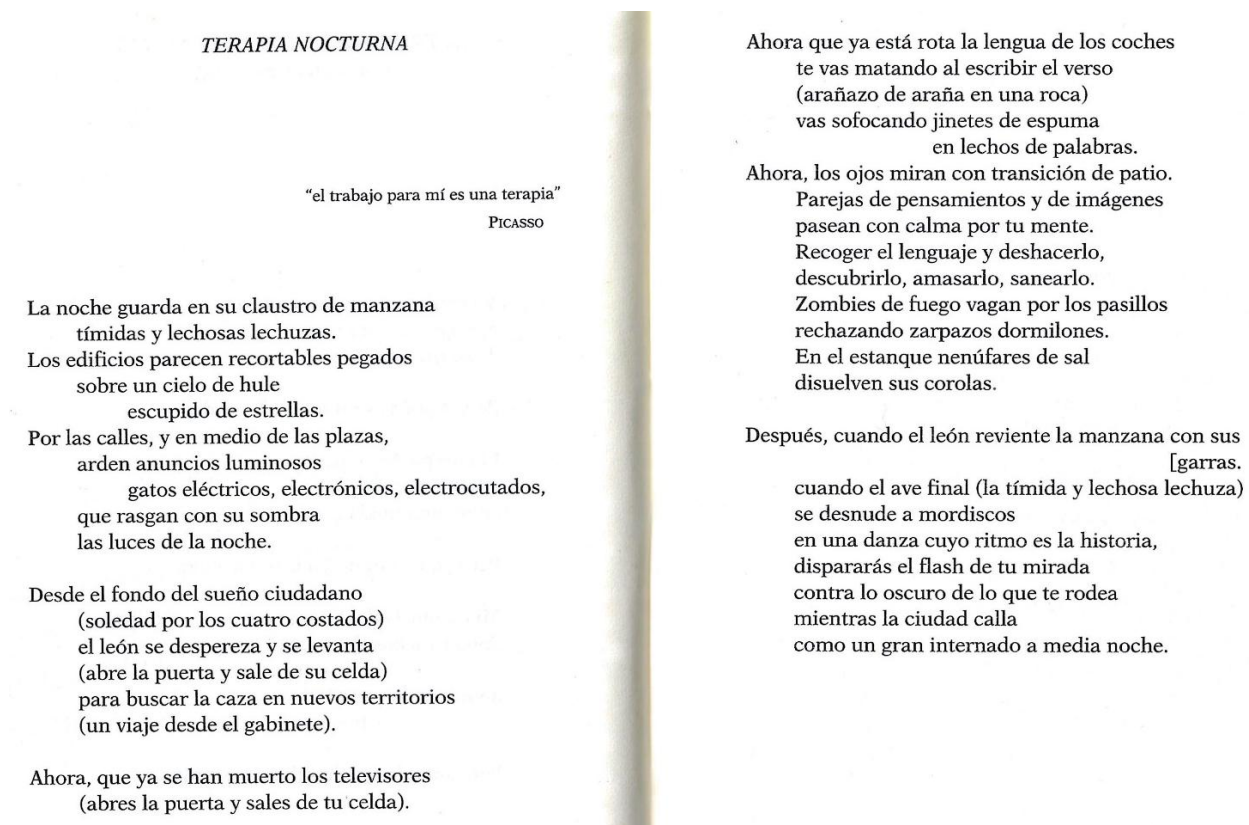 TERAPIA NOCTURNA
“el trabajo para mí es una terapia”
PICASSO
La noche guarda en su claustro de manzana
tímidas y lechosas lechuzas.
Los edificios parecen recortables pegados
sobre un cielo de hule
escupido de estrellas.
Por las calles, y en medio de las plazas,
arden anuncios luminosos
gatos eléctricos, electrónicos, electrocutados,
que rasgan con su sombra
las luces de la noche.
Desde el fondo del sueño ciudadano
(soledad por los cuatro costados)
el león se despereza y se levanta
(abre la puerta y sale de su celda)
para buscar la caza en nuevos territorios
(un viaje desde el gabinete).
Ahora, que ya se han muerto los televisores
(abres la puerta y sales de tu celda).
Ahora que ya está rota la lengua de los coches
te vas matando al escribir el verso
(arañazo de araña en una roca)
vas sofocando jinetes de espuma
en lechos de palabras.
Ahora, los ojos miran con transición de patio.
Parejas de pensamientos y de imágenes
pasean con calma por tu mente.
Recoger el lenguaje y deshacerlo,
descubrirlo, amasarlo, sanearlo.
Zombies de fuego vagan por los pasillos
rechazando zarpazos dormilones.
En el estanque nenúfares de sal
disuelven sus corolas.
Después, cuando el león reviente la manzana con sus
[garras.
cuando el ave final (la tímida y lechosa lechuza)
se desnude a mordiscos
en una danza cuyo ritmo es la historia,
dispararás el flash de tu mirada
contra lo oscuro de lo que te rodea
mientras la ciudad calla
como un gran internado a media noche.